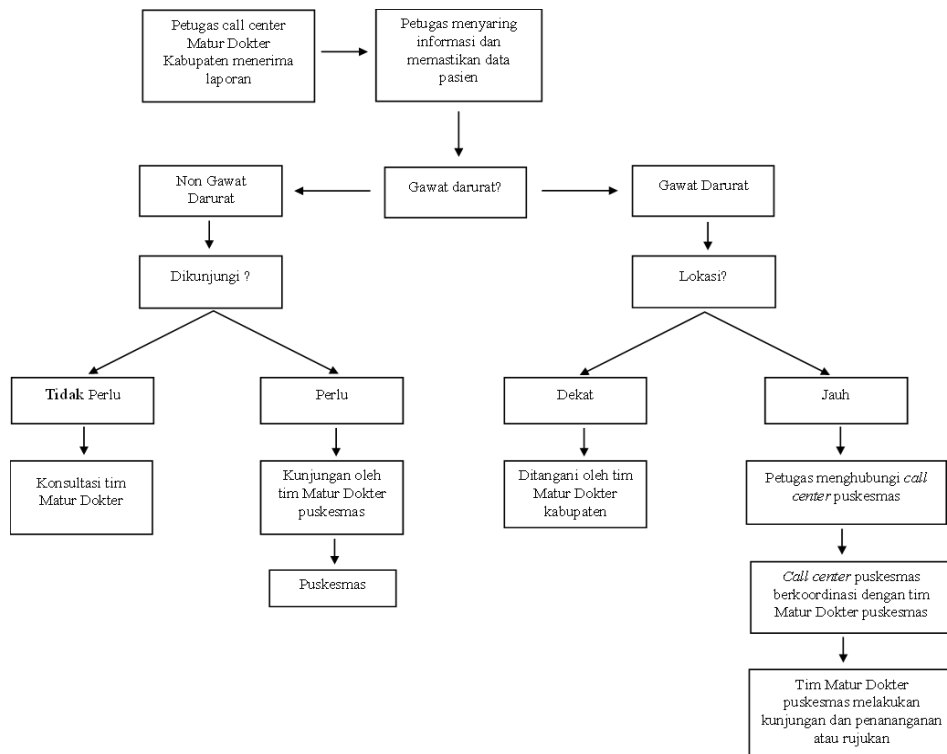 Petugas call center
Matur Dokter
Kabupaten menerima
laporan
Petugas menyaring
informasi dan
memastikan data
pasien
Non Gawat
Darurat
Gawat darurat?
Gawat Darurat
Dikunjungi ?
Lokasi?
Tidak Perlu
Perlu
Dekat
Jauh
Konsultasi tim
Matur Dokter
Kunjungan oleh
tim Matur Dokter
puskesmas
Ditangani oleh tim
Matur Dokter
kabupaten
Petugas menghubungi call
center puskesmas
Puskesmas
Call center puskesmas
berkoordinasi dengan tim
Matur Dokter puskesmas
Tim Matur Dokter
puskesmas melakukan
kunjungan dan penananganan
atau rujukan